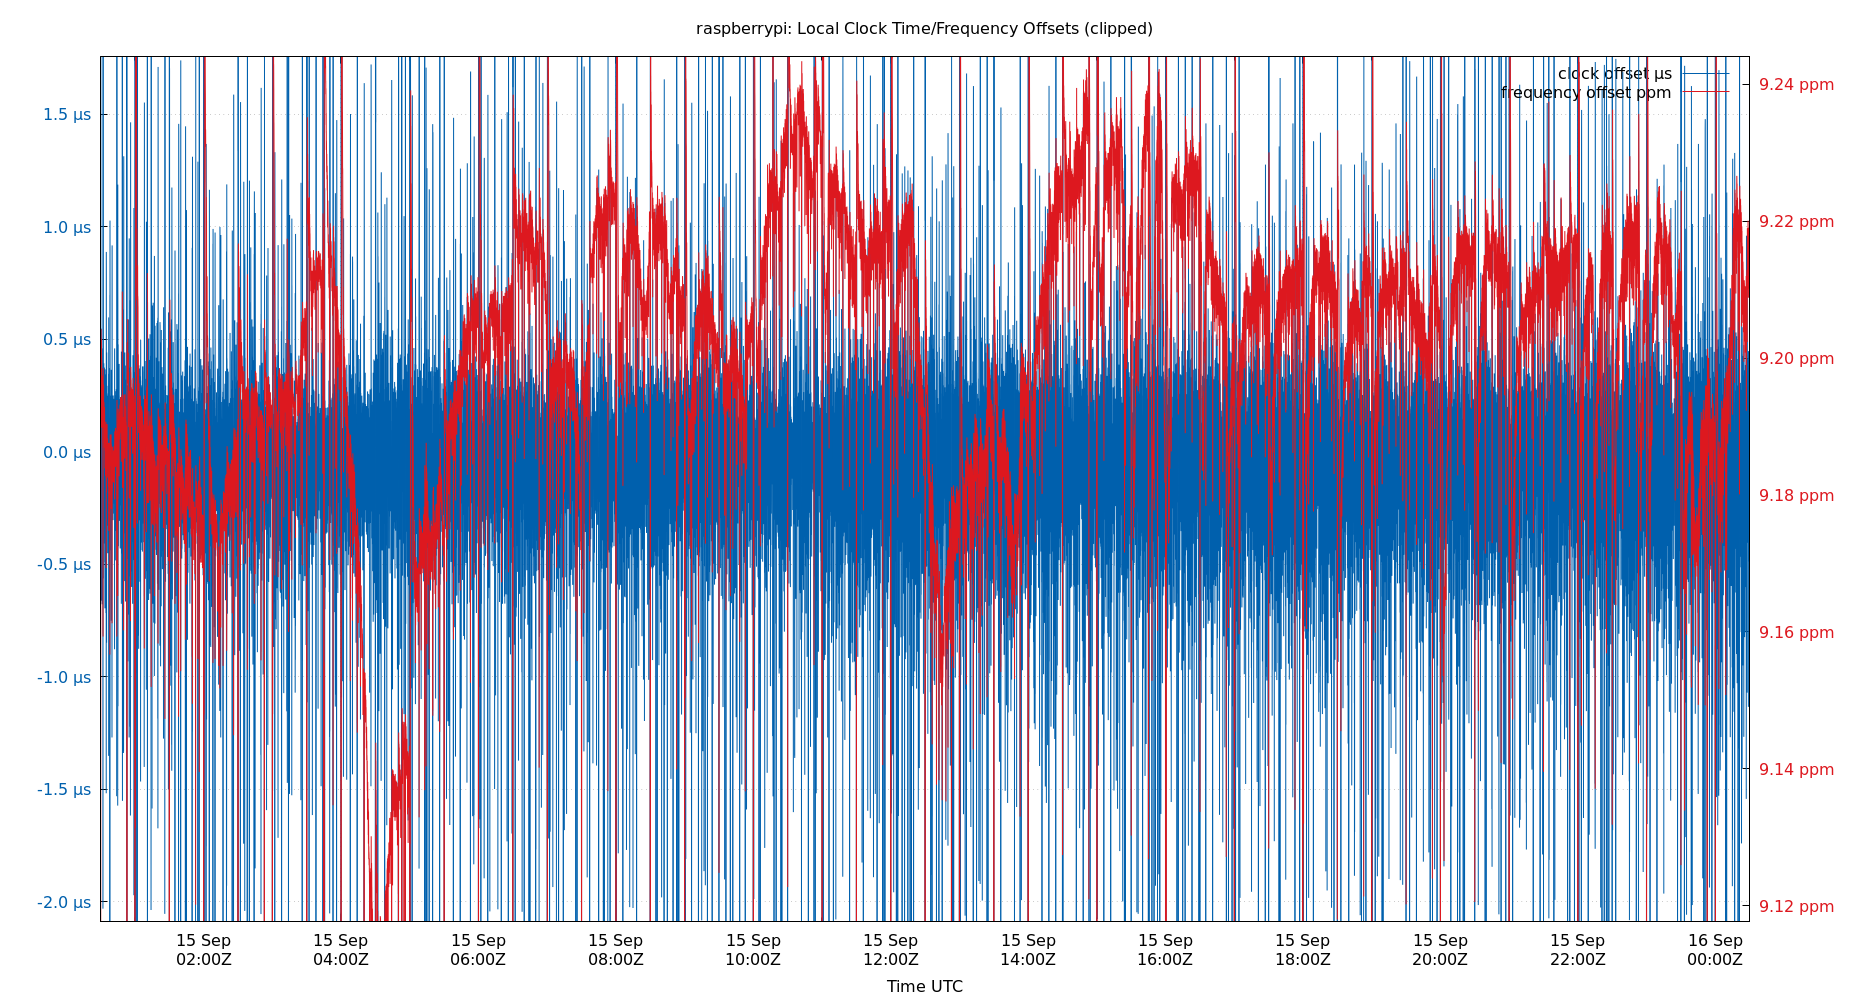 raspberrypi: Local Clock Time/Frequency Offsets (clipped)
clock offset µs
frequency offset ppm
1.5 µs
1.0 µs
0.5 µs
0.0 µs
-0.5 µs
-1.0 µs
-1.5 µs
-2.0 µs
9.24 ppm
9.22 ppm
9.20 ppm
9.18 ppm
9.16 ppm
9.14 ppm
9.12 ppm
15 Sep 15 Sep 15 Sep 15 Sep 15 Sep 15 Sep 15 Sep 15 Sep 15 Sep 15 Sep 15 Sep 16 Sep
02:00Z 04:00Z 06:00Z 08:00Z 10:00Z 12:00Z 14:00Z 16:00Z 18:00Z 20:00Z 22:00Z 00:00Z
Time UTC